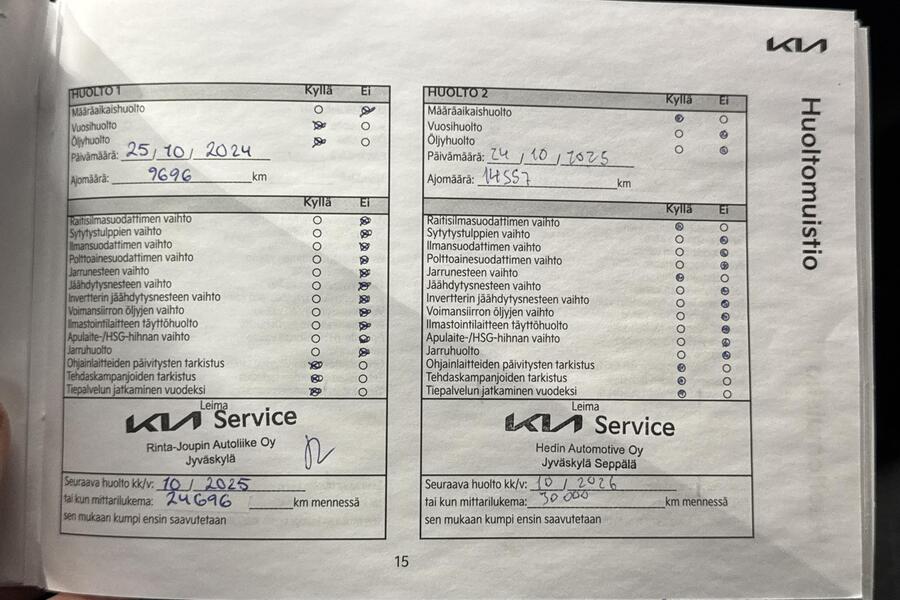 KIA
Huoltomuistio
HUOLTO 1 Kyllä Ei
Määräaikaishuolto
Vuosihuolto
Öljyhuolto
Päivämäärä: 25 / 10 / 2024
Ajomäärä: 9696 km
Kyllä Ei
Raitisilmasuodattimen vaihto
Sytytystulppien vaihto
Ilmansuodattimen vaihto
Polttoainesuodattimen vaihto
Jarrunesteen vaihto
Jäähdytysnesteen vaihto
Invertterin jäähdytysnesteen vaihto
Voimansiirron öljyjen vaihto
Ilmastointilaitteen täyttöhuolto
Apulaite-/HSG-hihnan vaihto
Jarruhuolto
Ohjainlaitteiden päivitysten tarkistus
Tehdaskampanjoiden tarkistus
Tiepalvelun jatkaminen vuodeksi
Leima
KIA Service
Rinta-Joupin Autoliike Oy
Jyväskylä
Seuraava huolto kk/v: 10 / 2025
tai kun mittarilukema: 24696 km mennessä
sen mukaan kumpi ensin saavutetaan
HUOLTO 2 Kyllä Ei
Määräaikaishuolto
Vuosihuolto
Öljyhuolto
Päivämäärä: 24 / 10 / 2025
Ajomäärä: 14557 km
Kyllä Ei
Raitisilmasuodattimen vaihto
Sytytystulppien vaihto
Ilmansuodattimen vaihto
Polttoainesuodattimen vaihto
Jarrunesteen vaihto
Jäähdytysnesteen vaihto
Invertterin jäähdytysnesteen vaihto
Voimansiirron öljyjen vaihto
Ilmastointilaitteen täyttöhuolto
Apulaite-/HSG-hihnan vaihto
Jarruhuolto
Ohjainlaitteiden päivitysten tarkistus
Tehdaskampanjoiden tarkistus
Tiepalvelun jatkaminen vuodeksi
Leima
KIA Service
Hedin Automotive Oy
Jyväskylä Seppälä
Seuraava huolto kk/v: 10 / 2026
tai kun mittarilukema: 30 000 km mennessä
sen mukaan kumpi ensin saavutetaan
15